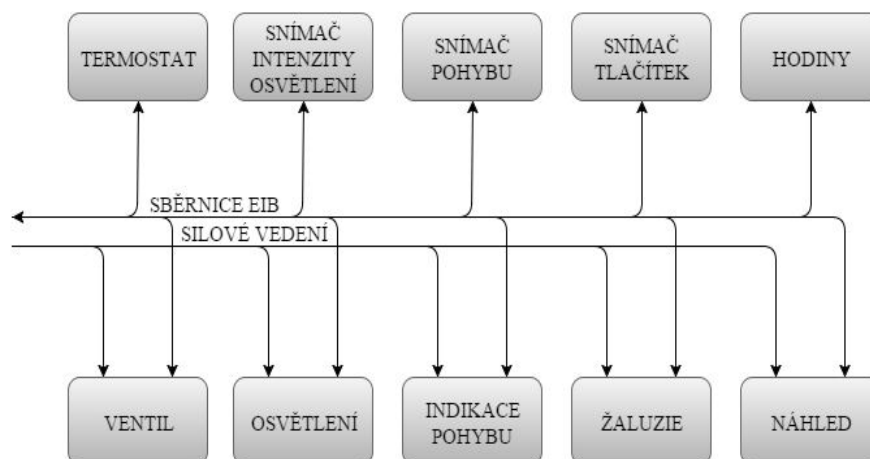 TERMOSTAT
SNÍMAČ
INTENZITY
OSVĚTLENÍ
SNÍMAČ
POHYBU
SNÍMAČ
TLAČÍTEK
HODINY
SBĚRNICE EIB
SILOVÉ VEDENÍ
VENTIL
OSVĚTLENÍ
INDIKACE
POHYBU
ŽALUZIE
NÁHLED